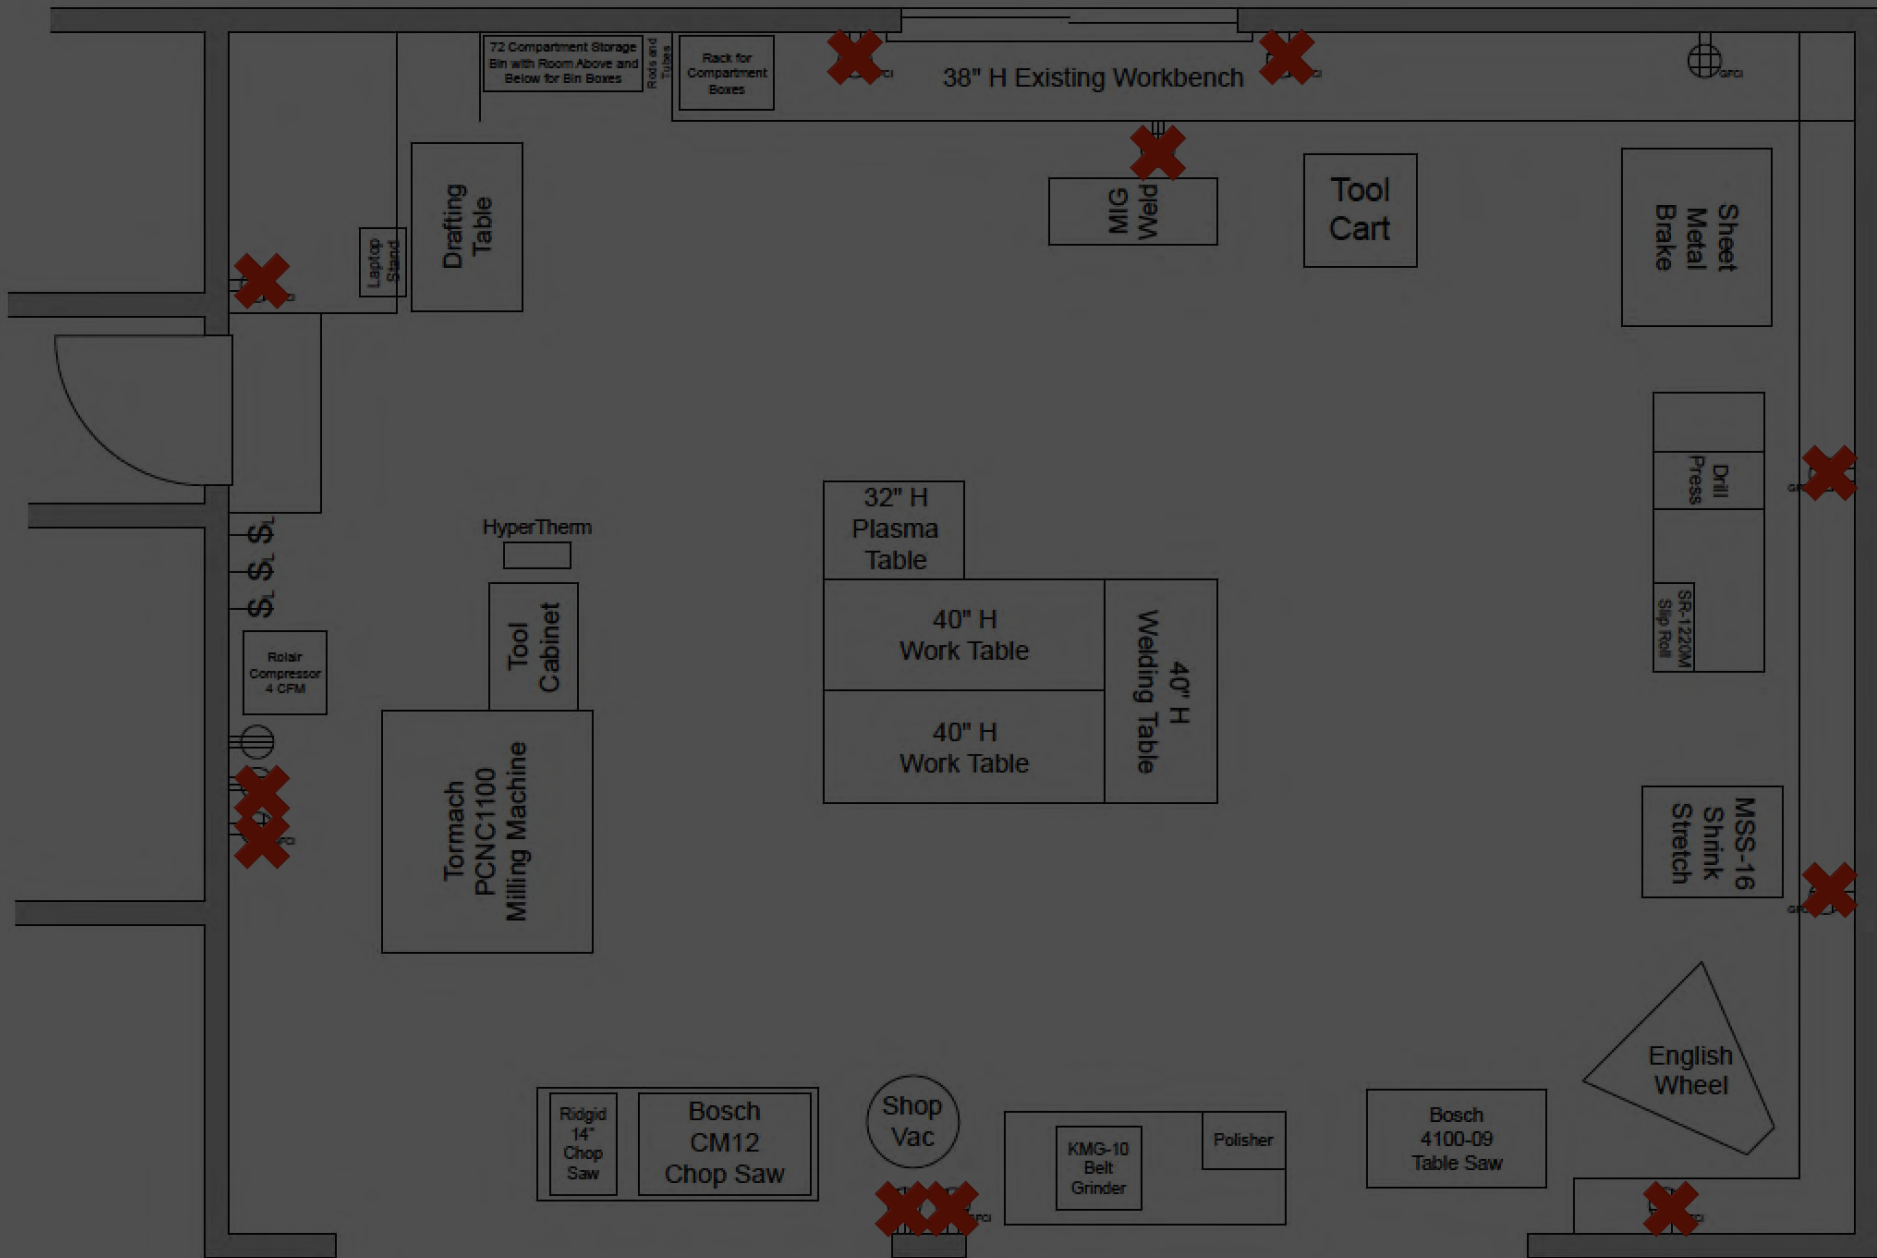 72 Compartment Storage
Bin with Room Above and
Below for Bin Boxes
Rods and
Tubes
Rack for
Compartment
Boxes
38" H Existing Workbench
GFCI
Drafting
Table
Laptop
Stand
MIG
Weld
Tool
Cart
Sheet
Metal
Brake
Drill
Press
SR-1220M
Slip Roll
HyperTherm
Tool
Cabinet
32" H
Plasma
Table
40" H
Work Table
40" H
Work Table
40" H
Welding Table
$L
$L
$L
Rolair
Compressor
4 CFM
Tormach
PCNC1100
Milling Machine
MSS-16
Shrink
Stretch
English
Wheel
Ridgid
14"
Chop
Saw
Bosch
CM12
Chop Saw
Shop
Vac
KMG-10
Belt
Grinder
Polisher
Bosch
4100-09
Table Saw